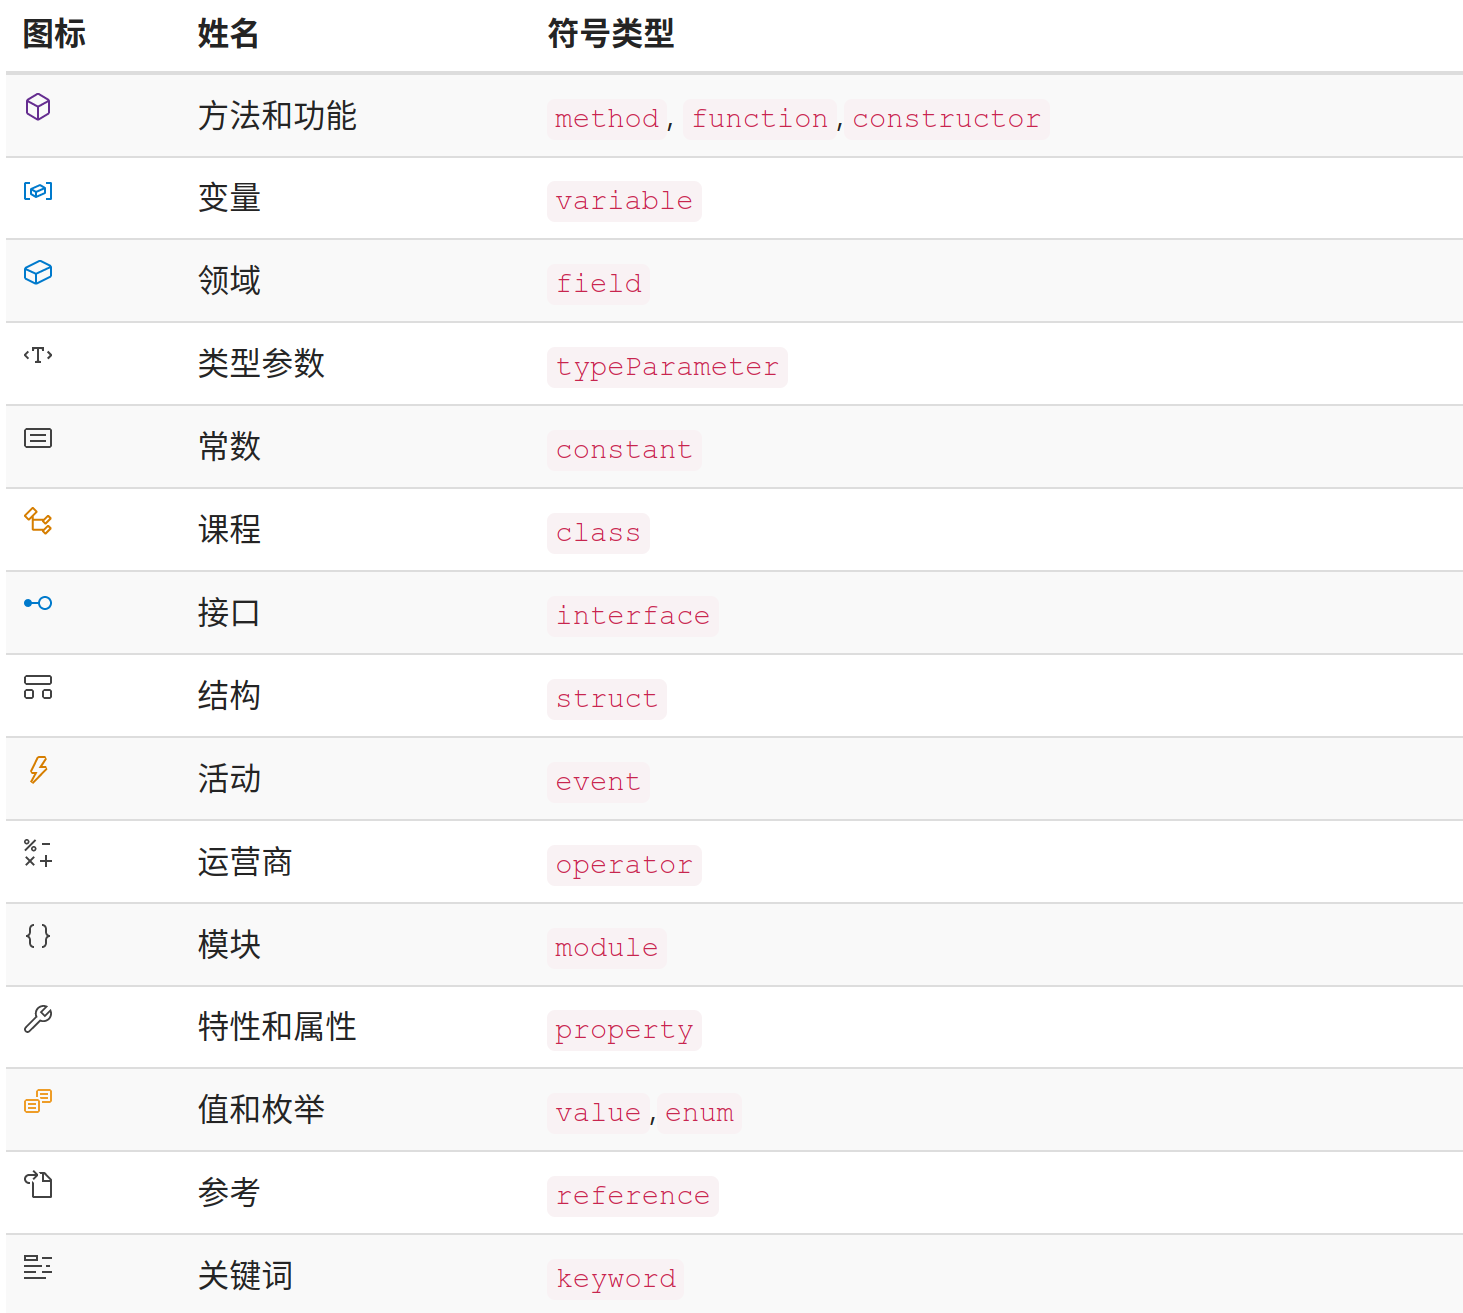 图标 姓名 符号类型
方法和功能 method, function,constructor
变量 variable
领域 field
类型参数 typeParameter
常数 constant
课程 class
接口 interface
结构 struct
活动 event
运营商 operator
模块 module
特性和属性 property
值和枚举 value,enum
参考 reference
关键词 keyword